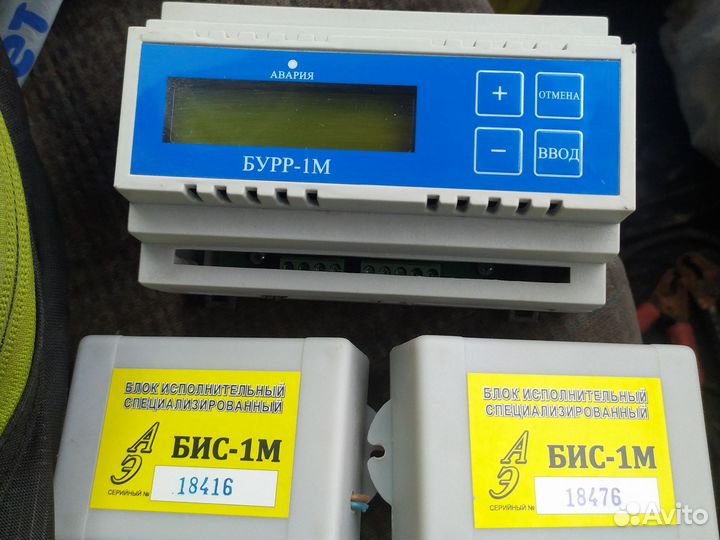 АВАРИЯ
+
ОТМЕНА
БУРР-1М
−
ВВОД
БЛОК ИСПОЛНИТЕЛЬНЫЙ
СПЕЦИАЛИЗИРОВАННЫЙ
АЭ
БИС-1М
СЕРИЙНЫЙ №
18416
БЛОК ИСПОЛНИТЕЛЬНЫЙ
СПЕЦИАЛИЗИРОВАННЫЙ
АЭ
БИС-1М
СЕРИЙНЫЙ №
18476
Avito